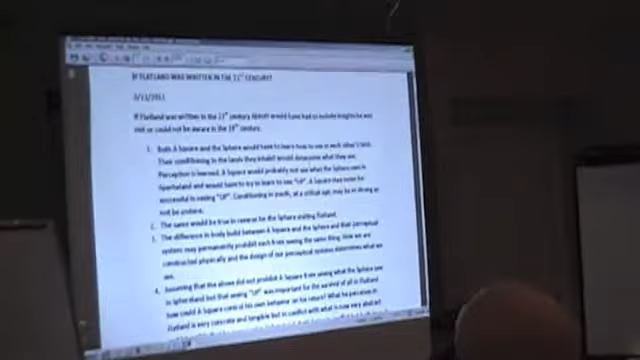 IF FLATLAND WAS WRITTEN IN THE 21ST CENTURY?
If Flatland was written in the 21st century Abbott would have had to include insights he was
not or could not be aware in the 19th century.
1. Both A Square and the Sphere would have to learn how to see in each other's land.
Their conditioning in the lands they inhabit would determine what they see.
Perception is learned. A Square would probably not see what the Sphere sees in
Spaceland and would have to try to learn to see "UP". A Square may never be
successful in seeing "UP". Conditioning in youth, at a critical age, may be so strong as
not be undone.
2. The same would be true in reverse for the Sphere visiting Flatland.
3. The difference in body build between A Square and the Sphere and their perceptual
system may permanently prohibit each from seeing the same thing. How we are
constructed physically and the design of our perceptual systems determines what we
see.
4. Assuming that the above did not prohibit A Square from seeing what the Sphere saw
in Sphereland but that seeing "UP" was important for the survival of all in Flatland
how could A Square control his own behavior on his return? What he perceives in
Flatland is very concrete and tangible but in conflict with what is now very abstract